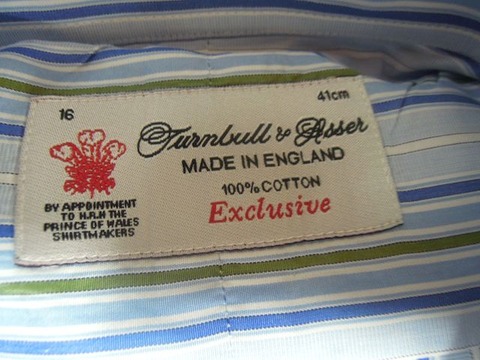 16
41cm
Turnbull & Asser
MADE IN ENGLAND
100% COTTON
Exclusive
BY APPOINTMENT
TO H.R.H THE
PRINCE OF WALES
SHIRTMAKERS